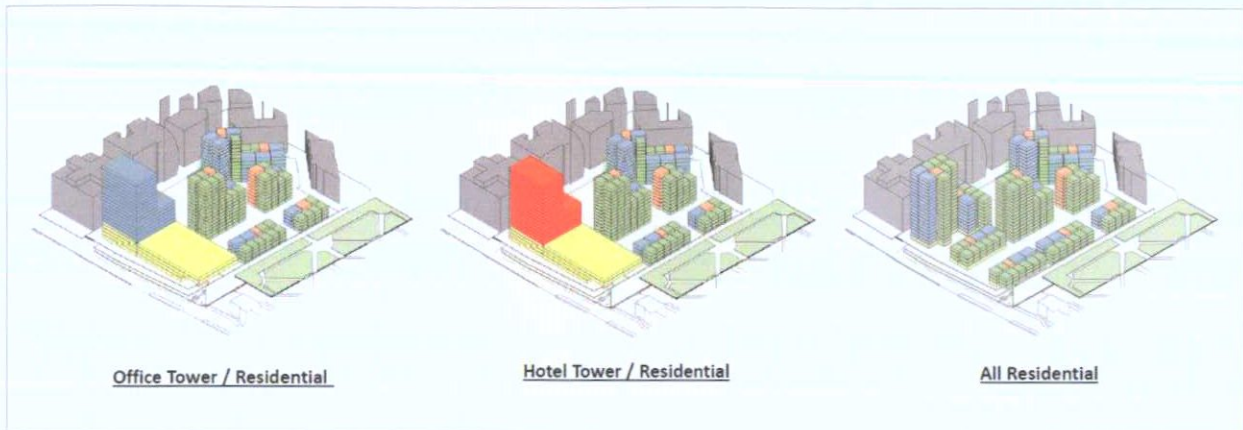 Office Tower / Residential
Hotel Tower / Residential
All Residential